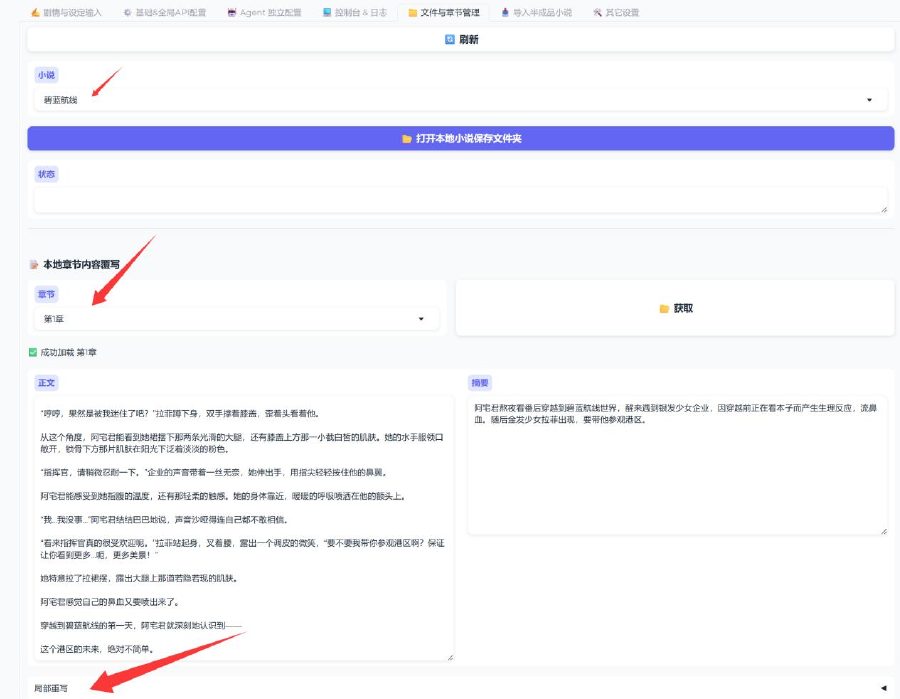 剧情与设定输入 基础&全局API配置 Agent 独立配置 控制台 & 日志 文件与章节管理 导入半成品小说 其它设置
刷新
小说
碧蓝航线
打开本地小说保存文件夹
状态
本地章节内容覆写
章节
第1章
获取
成功加载 第1章
正文
“哼哼，果然是被我迷住了吧？”拉菲蹲下身，双手撑着膝盖，歪着头看着他。
从这个角度，阿宅君能看到她裙摆下那两条光滑的大腿，还有膝盖上方那一小截白皙的肌肤。她的水手服领口
敞开，锁骨下方那片肌肤在阳光下泛着淡淡的粉色。
“指挥官，请稍微忍耐一下。”企业的声音带着一丝无奈，她伸出手，用指尖轻轻按住他的鼻翼。
阿宅君能感受到她指腹的温度，还有那轻柔的触感。她的身体靠近，暖暖的呼吸喷洒在他的额头上。
“我...我没事...”阿宅君结结巴巴地说，声音沙哑得连自己都不敢相信。
“看来指挥官真的很受欢迎呢。”拉菲站起身，叉着腰，露出一个调皮的微笑，“要不要我带你参观港区啊？保证
让你看到更多...呃，更多美景！”
她特意拉了拉裙摆，露出大腿上那道若隐若现的肌肤。
阿宅君感觉自己的鼻血又要喷出来了。
穿越到碧蓝航线的第一天，阿宅君就深刻地认识到——
这个港区的未来，绝对不简单。
摘要
阿宅君熬夜看番后穿越到碧蓝航线世界，醒来遇到银发少女企业，因穿越前正在看本子而产生生理反应，流鼻
血。随后金发少女拉菲出现，要带他参观港区。
局部重写